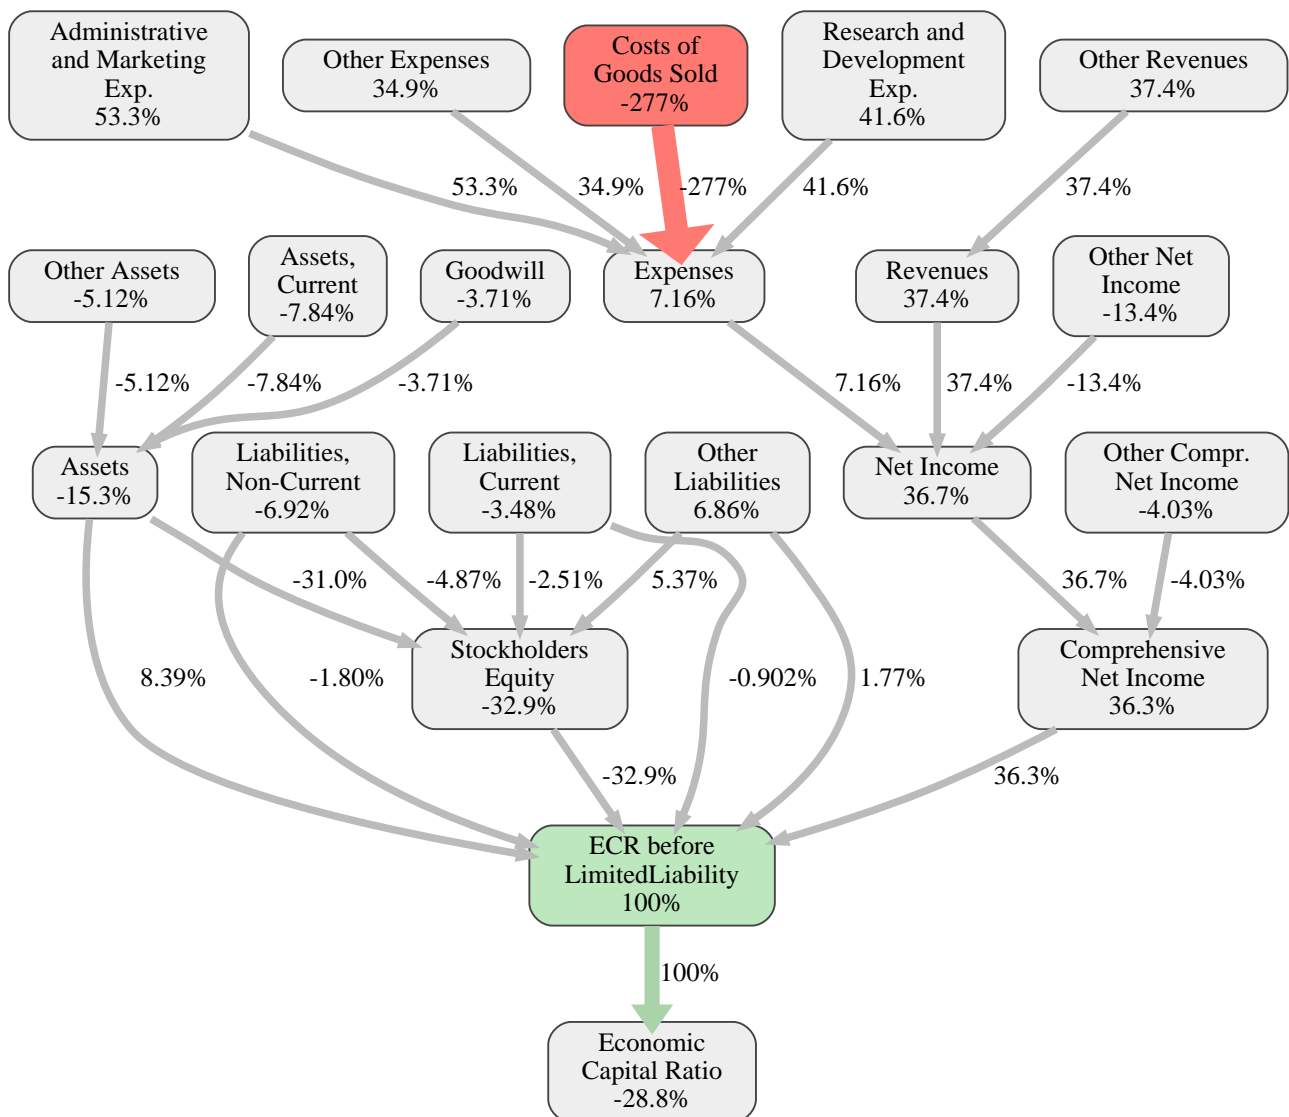 Administrative
and Marketing
Exp.
53.3%
Other Expenses
34.9%
Costs of
Goods Sold
-277%
Research and
Development
Exp.
41.6%
Other Revenues
37.4%
53.3%
34.9%
-277%
41.6%
37.4%
Other Assets
-5.12%
Assets,
Current
-7.84%
Goodwill
-3.71%
Expenses
7.16%
Revenues
37.4%
Other Net
Income
-13.4%
-5.12%
-7.84%
-3.71%
7.16%
37.4%
-13.4%
Assets
-15.3%
Liabilities,
Non-Current
-6.92%
Liabilities,
Current
-3.48%
Other
Liabilities
6.86%
Net Income
36.7%
Other Compr.
Net Income
-4.03%
-31.0%
-4.87%
-2.51%
5.37%
36.7%
-4.03%
8.39%
-1.80%
Stockholders
Equity
-32.9%
-0.902%
1.77%
Comprehensive
Net Income
36.3%
-32.9%
36.3%
ECR before
LimitedLiability
100%
100%
Economic
Capital Ratio
-28.8%